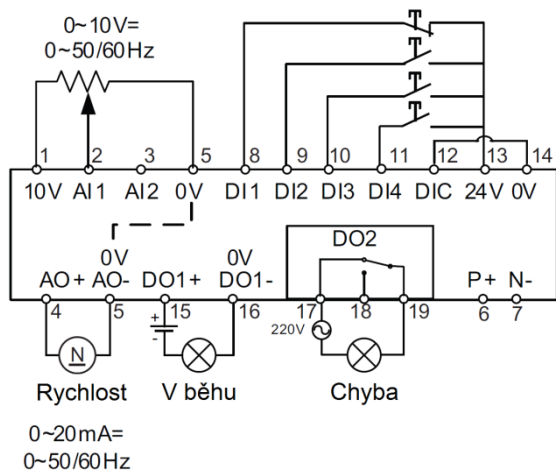 0~10V=
0~50/60Hz
1 2 3 5 8 9 10 11 12 13 14
10V AI1 AI2 0V DI1 DI2 DI3 DI4 DIC 24V 0V
DO2
0V 0V
AO+ AO- DO1+ DO1- P+ N-
4 5 15 16 17 18 19 6 7
+
-
220V
N
Rychlost V běhu Chyba
0~20mA=
0~50/60Hz